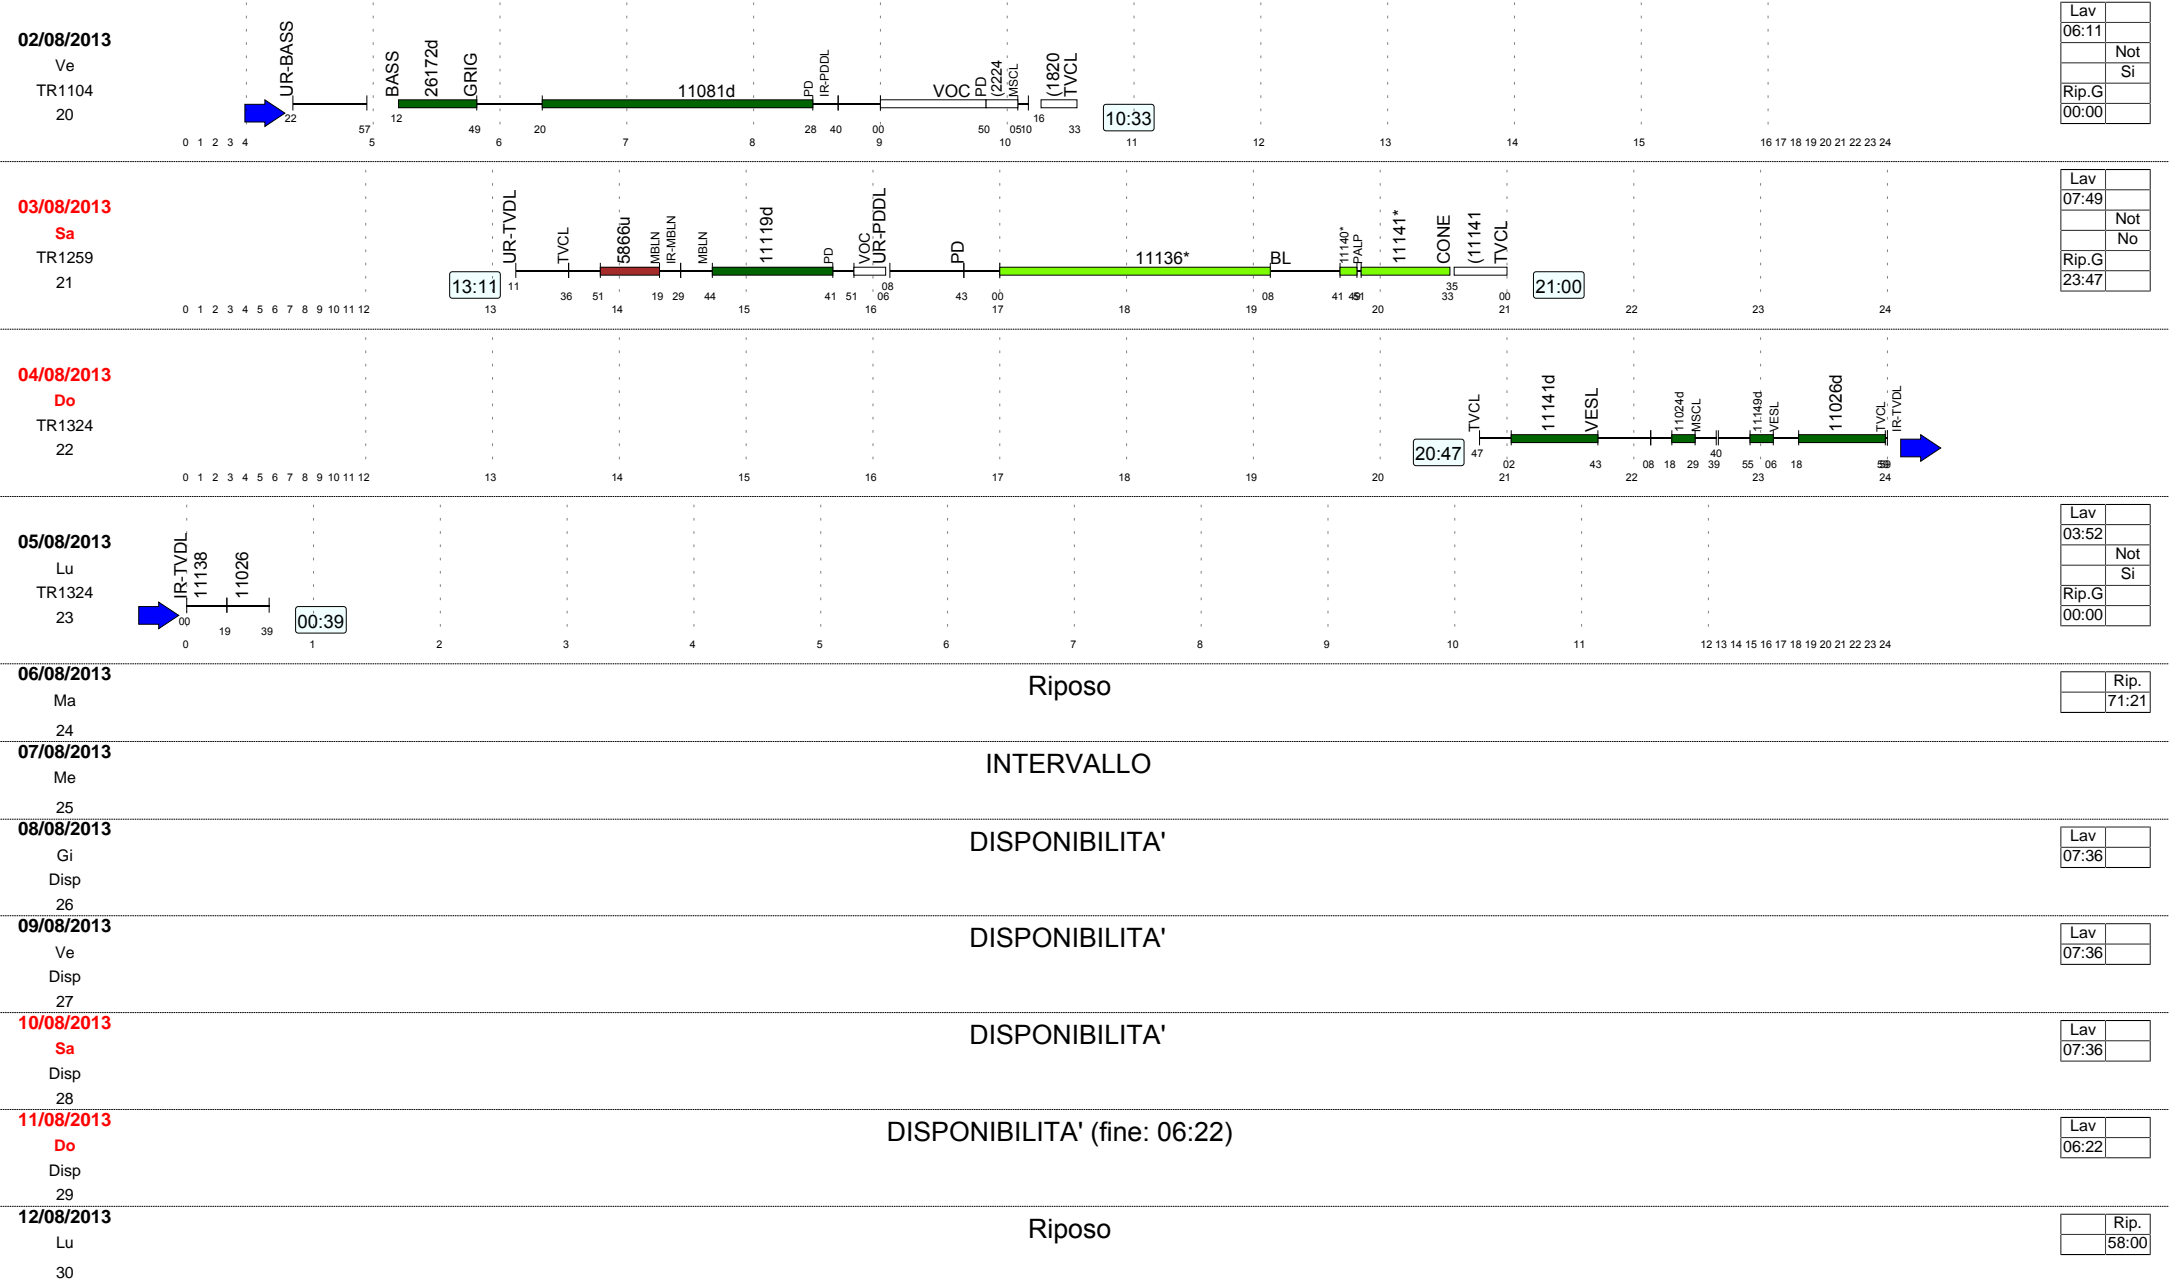 02/08/2013
Ve
TR1104
20
UR-BASS BASS 26172d GRIG 11081d PD IR-PDDL VOC PD (2224 MSCL (1820 TVCL
22 57 12 49 20 28 40 00 50 05 10 16 33
10:33
0 1 2 3 4 5 6 7 8 9 10 11 12 13 14 15 16 17 18 19 20 21 22 23 24
Lav
06:11
Not
Si
Rip.G
00:00
03/08/2013
Sa
TR1259
21
13:11
UR-TVDL TVCL 5866u MBLN IR-MBLN MBLN 11119d PD VOC UR-PDDL PD 11136* BL 11140* PALP 11141* CONE (11141 TVCL
11 36 51 19 29 44 41 51 06 08 43 00 08 41 49 51 33 35 00
21:00
0 1 2 3 4 5 6 7 8 9 10 11 12 13 14 15 16 17 18 19 20 21 22 23 24
Lav
07:49
Not
No
Rip.G
23:47
04/08/2013
Do
TR1324
22
20:47
TVCL 11141d VESL 11024d MSCL 11149d VESL 11026d TVCL IR-TVDL
47 02 43 08 18 29 39 40 55 06 18 59
0 1 2 3 4 5 6 7 8 9 10 11 12 13 14 15 16 17 18 19 20 21 22 23 24
05/08/2013
Lu
TR1324
23
IR-TVDL 11138 11026
00 19 39
00:39
0 1 2 3 4 5 6 7 8 9 10 11 12 13 14 15 16 17 18 19 20 21 22 23 24
Lav
03:52
Not
Si
Rip.G
00:00
06/08/2013
Ma
24
Riposo
Rip.
71:21
07/08/2013
Me
25
INTERVALLO
08/08/2013
Gi
Disp
26
DISPONIBILITA'
Lav
07:36
09/08/2013
Ve
Disp
27
DISPONIBILITA'
Lav
07:36
10/08/2013
Sa
Disp
28
DISPONIBILITA'
Lav
07:36
11/08/2013
Do
Disp
29
DISPONIBILITA' (fine: 06:22)
Lav
06:22
12/08/2013
Lu
30
Riposo
Rip.
58:00